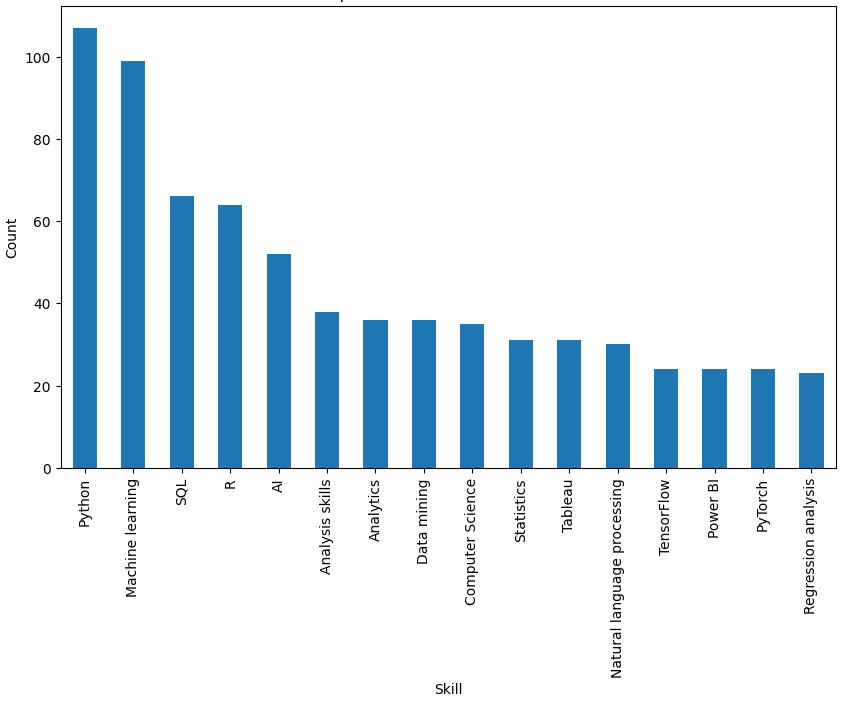 100
80
60
40
20
0
Count
Python
Machine learning
SQL
R
AI
Analysis skills
Analytics
Data mining
Computer Science
Statistics
Tableau
Natural language processing
TensorFlow
Power BI
PyTorch
Regression analysis
Skill